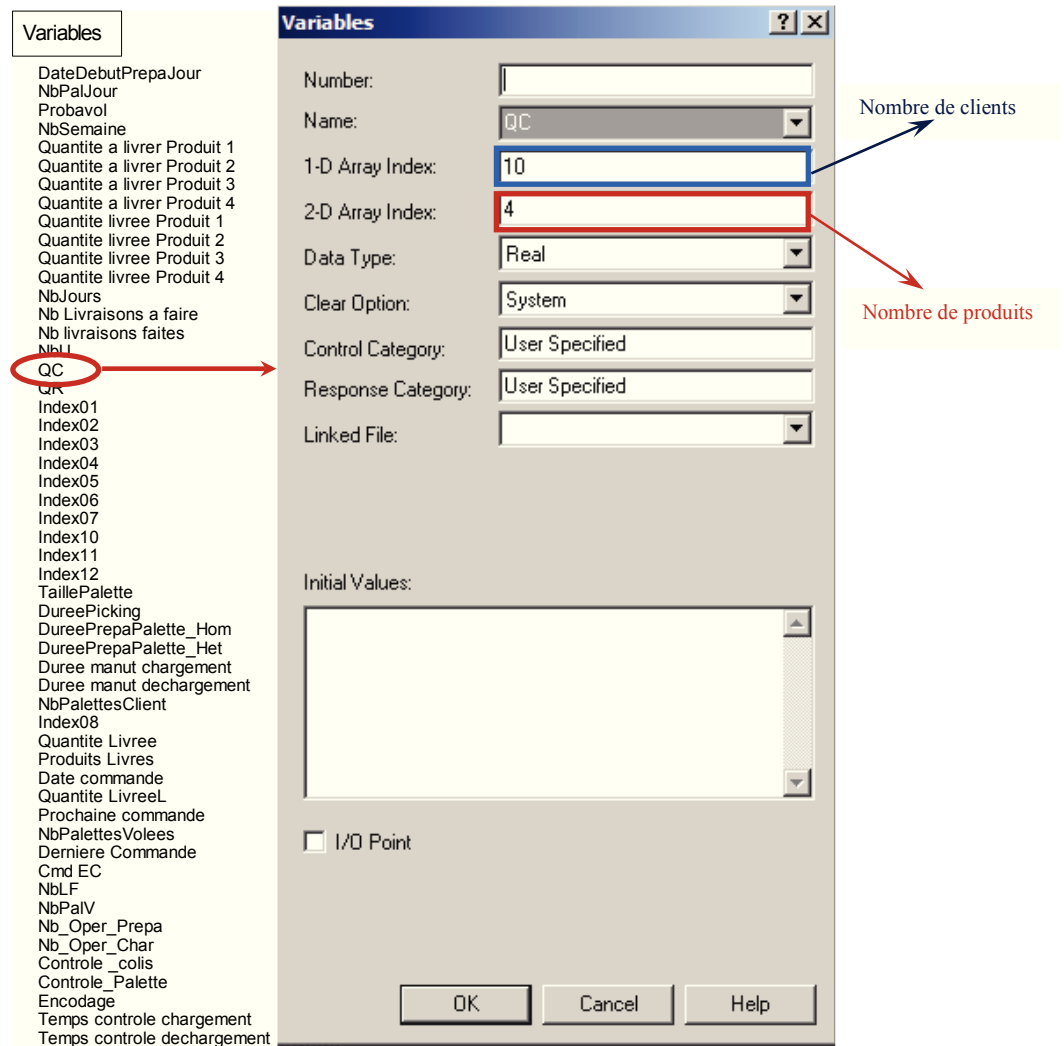 Variables
DateDebutPrepaJour
NbPalJour
Probavol
NbSemaine
Quantite a livrer Produit 1
Quantite a livrer Produit 2
Quantite a livrer Produit 3
Quantite a livrer Produit 4
Quantite livree Produit 1
Quantite livree Produit 2
Quantite livree Produit 3
Quantite livree Produit 4
NbJours
Nb Livraisons a faire
Nb livraisons faites
QC
QR
Index01
Index02
Index03
Index04
Index05
Index06
Index07
Index10
Index11
Index12
TaillePalette
DureePicking
DureePrepaPalette_Hom
DureePrepaPalette_Het
Duree manut chargement
Duree manut dechargement
NbPalettesClient
Index08
Quantite Livree
Produits Livres
Date commande
Quantite LivreeL
Prochaine commande
NbPalettesVolees
Derniere Commande
Cmd EC
NbLF
NbPalV
Nb_Oper_Prepa
Nb_Oper_Char
Controle _colis
Controle_Palette
Encodage
Temps controle chargement
Temps controle dechargement
Variables
Number:
Name: QC
1-D Array Index: 10
2-D Array Index: 4
Data Type: Real
Clear Option: System
Control Category: User Specified
Response Category: User Specified
Linked File:
Initial Values:
I/O Point
OK Cancel Help
Nombre de clients
Nombre de produits